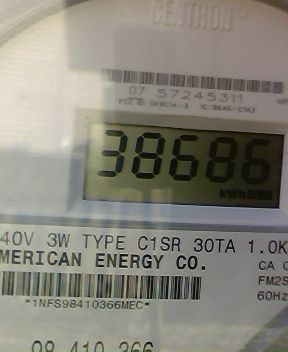 CENTRON®
07 57245311
38686
kWh
40V 3W TYPE C1SR 30TA 1.0K
MERICAN ENERGY CO.
CA 0
FM2S
*1NFS98410366MEC*
60Hz
98 410 366